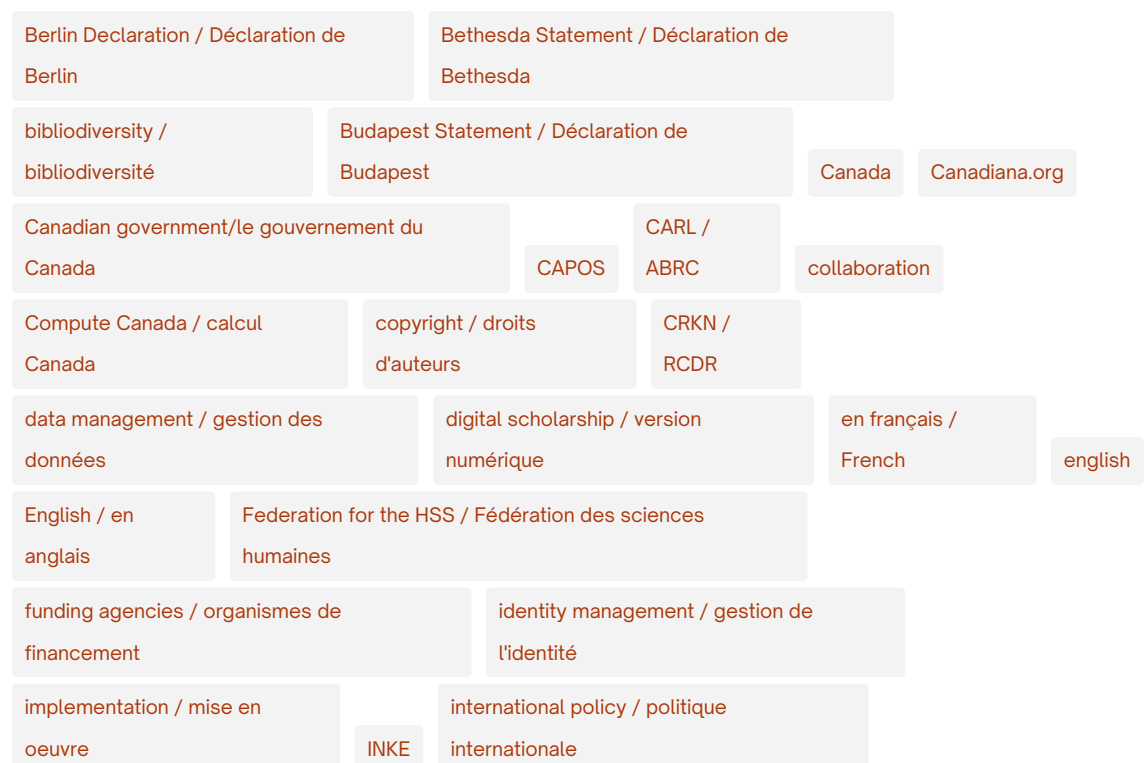 Berlin Declaration / Déclaration de
Berlin
Bethesda Statement / Déclaration de
Bethesda
bibliodiversity /
bibliodiversité
Budapest Statement / Déclaration de
Budapest
Canada
Canadiana.org
Canadian government/le gouvernement du
Canada
CAPOS
CARL /
ABRC
collaboration
Compute Canada / calcul
Canada
copyright / droits
d'auteurs
CRKN /
RCDR
data management / gestion des
données
digital scholarship / version
numérique
en français /
French
english
English / en
anglais
Federation for the HSS / Fédération des sciences
humaines
funding agencies / organismes de
financement
identity management / gestion de
l'identité
implementation / mise en
oeuvre
INKE
international policy / politique
internationale